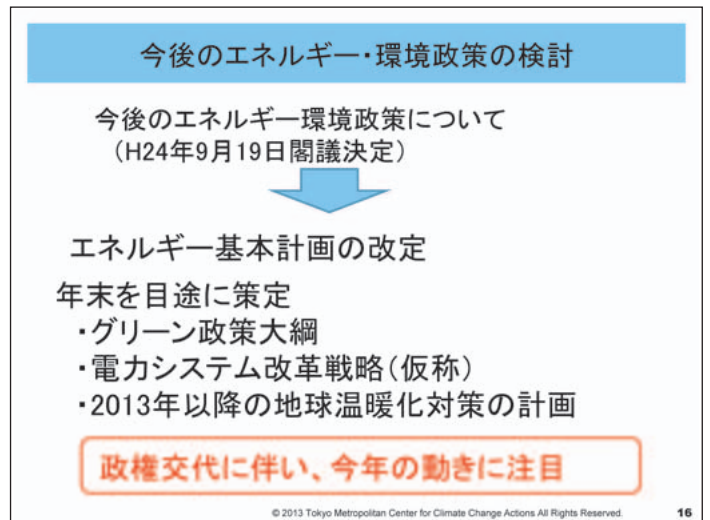 今後のエネルギー・環境政策の検討
今後のエネルギー環境政策について
（H24年9月19日閣議決定）
エネルギー基本計画の改定
年末を目途に策定
・グリーン政策大綱
・電力システム改革戦略（仮称）
・2013年以降の地球温暖化対策の計画
政権交代に伴い、今年の動きに注目
© 2013 Tokyo Metropolitan Center for Climate Change Actions All Rights Reserved.
16